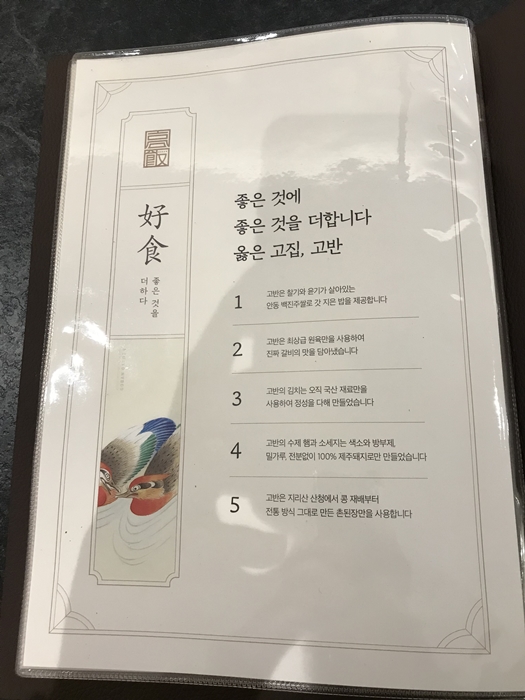 高飯
好食
좋은 것을
더하다
좋은 것에
좋은 것을 더합니다
옳은 고집, 고반
1
고반은 찰기와 윤기가 살아있는
안동 백진주쌀로 갓 지은 밥을 제공합니다
2
고반은 최상급 원육만을 사용하여
진짜 갈비의 맛을 담아냈습니다
3
고반의 김치는 오직 국산 재료만을
사용하여 정성을 다해 만들었습니다
4
고반의 수제 햄과 소세지는 색소와 방부제,
밀가루, 전분없이 100% 제주돼지로만 만들었습니다
5
고반은 지리산 산청에서 콩 재배부터
전통 방식 그대로 만든 촌된장만을 사용합니다